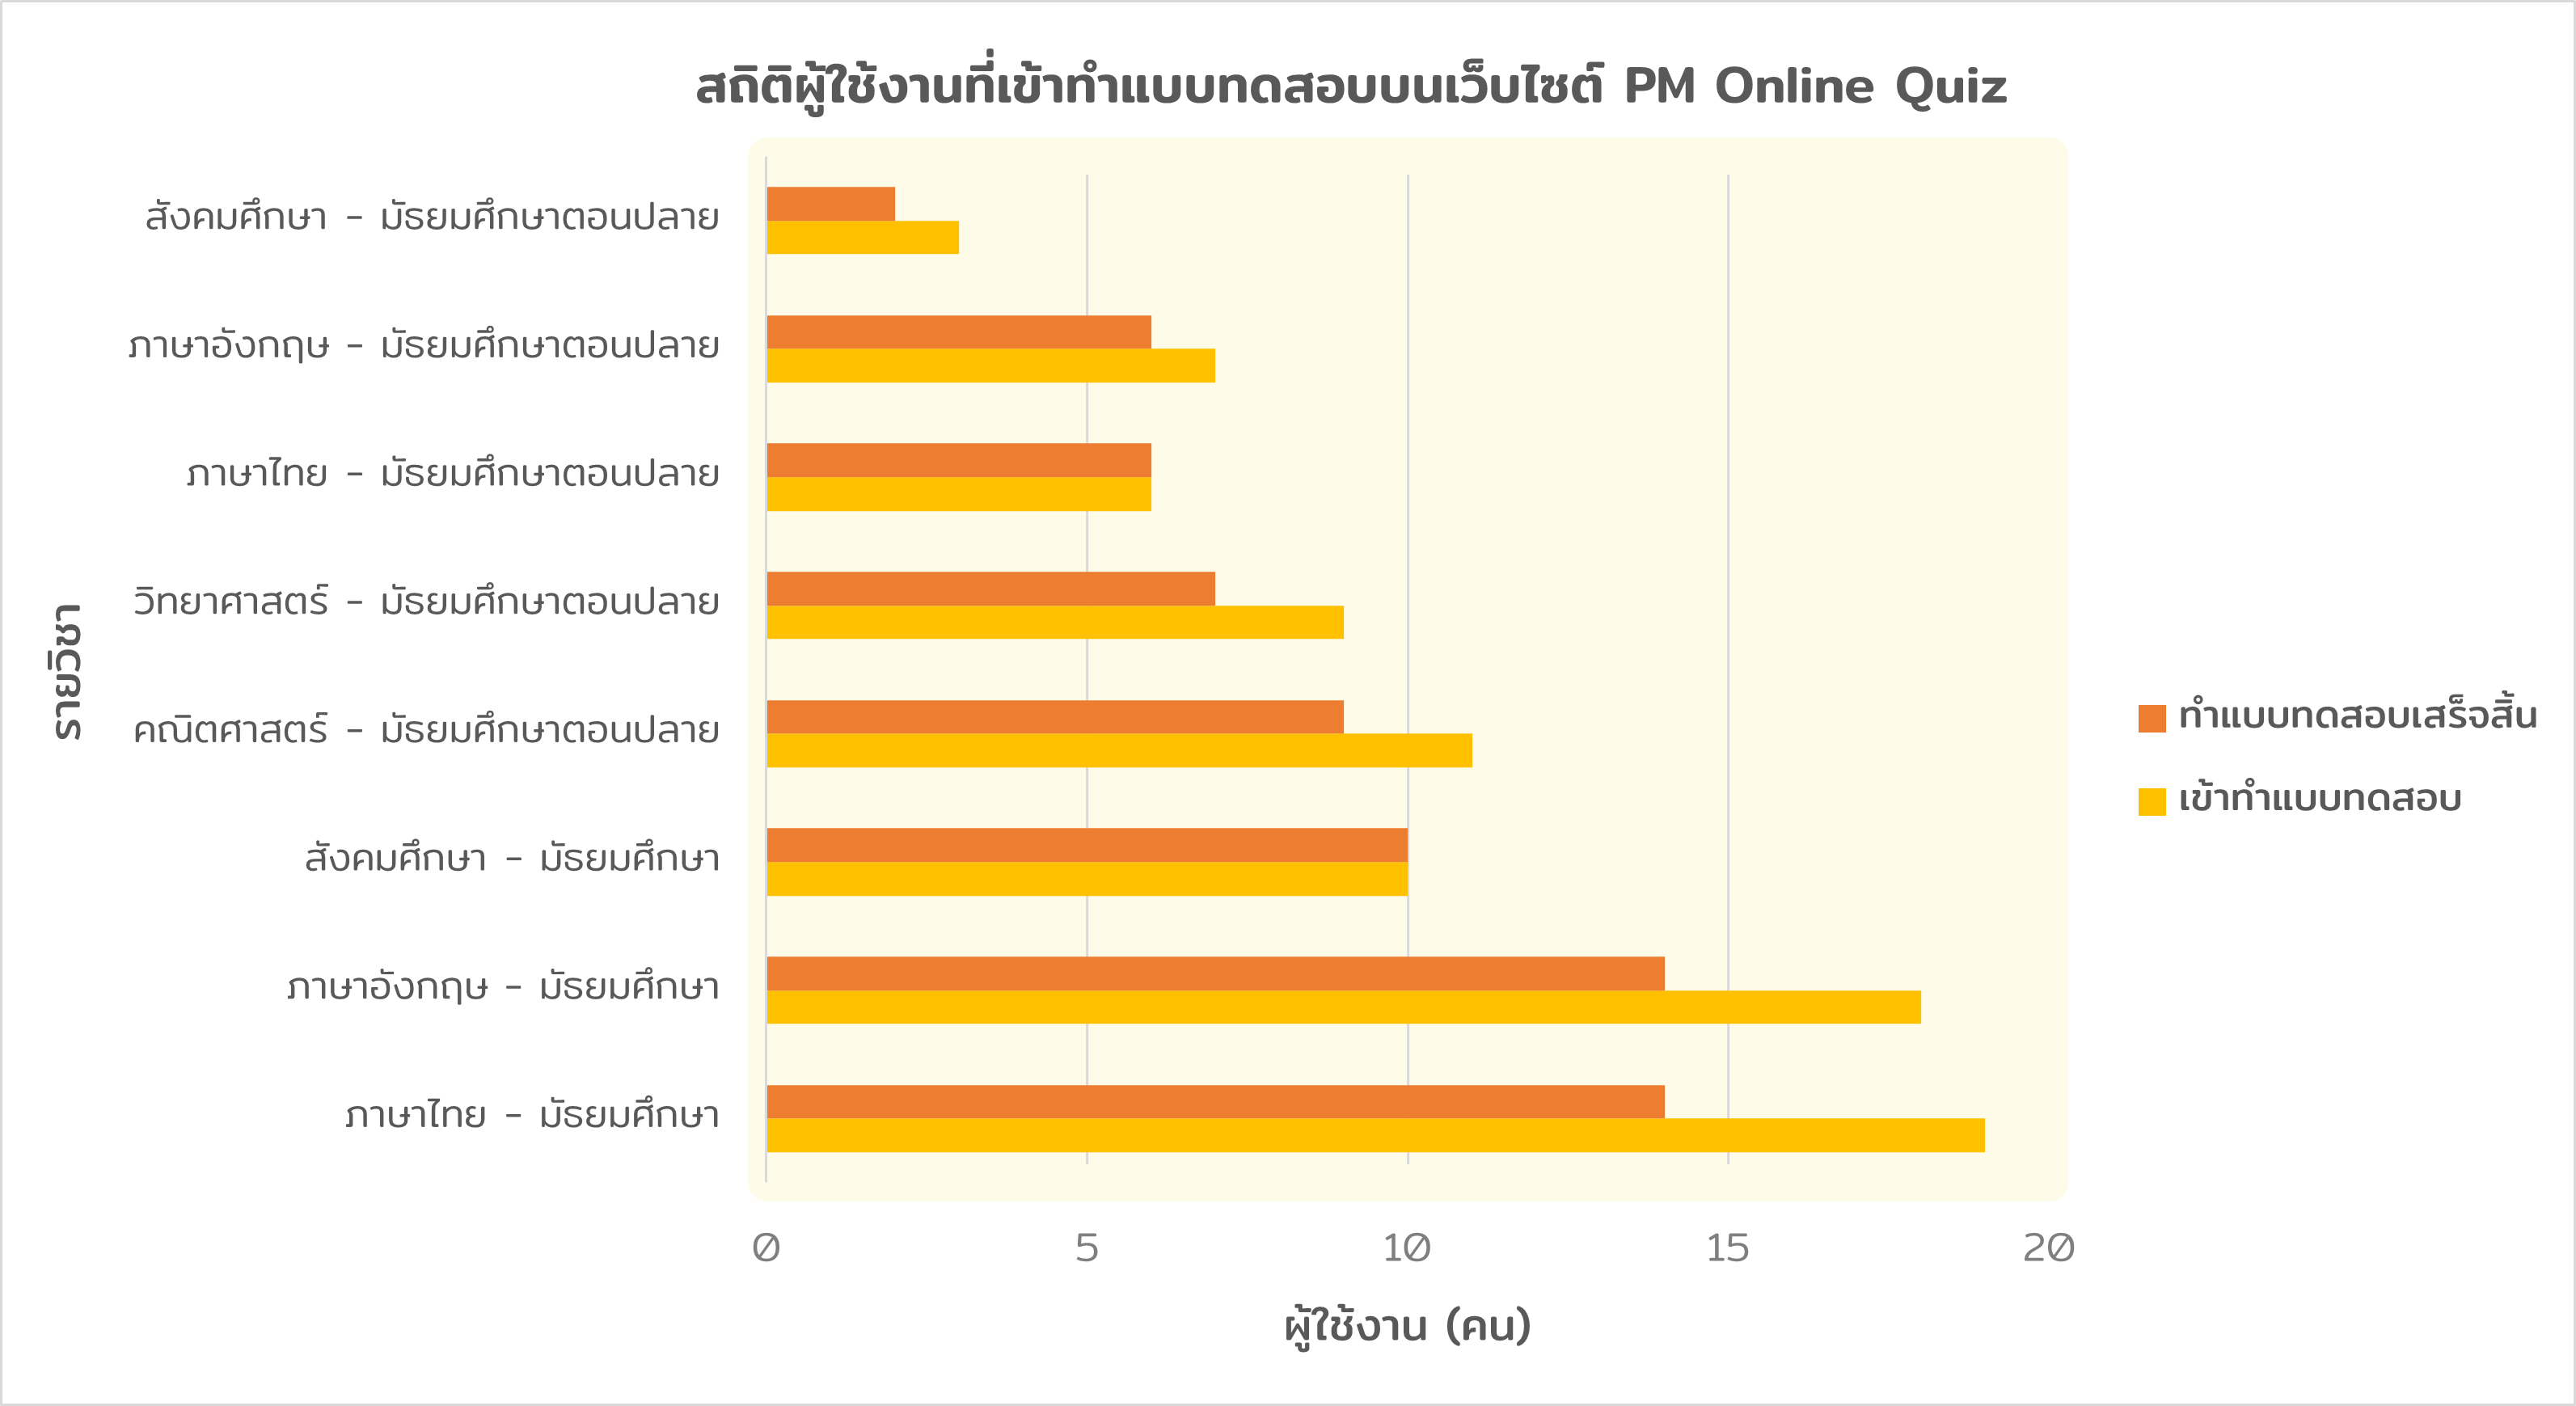 สถิติผู้ใช้งานที่เข้าทำแบบทดสอบบนเว็บไซต์ PM Online Quiz
สังคมศึกษา - มัธยมศึกษาตอนปลาย
ภาษาอังกฤษ - มัธยมศึกษาตอนปลาย
ภาษาไทย - มัธยมศึกษาตอนปลาย
วิทยาศาสตร์ - มัธยมศึกษาตอนปลาย
คณิตศาสตร์ - มัธยมศึกษาตอนปลาย
สังคมศึกษา - มัธยมศึกษา
ภาษาอังกฤษ - มัธยมศึกษา
ภาษาไทย - มัธยมศึกษา
รายวิชา
ทำแบบทดสอบเสร็จสิ้น
เข้าทำแบบทดสอบ
0 5 10 15 20
ผู้ใช้งาน (คน)